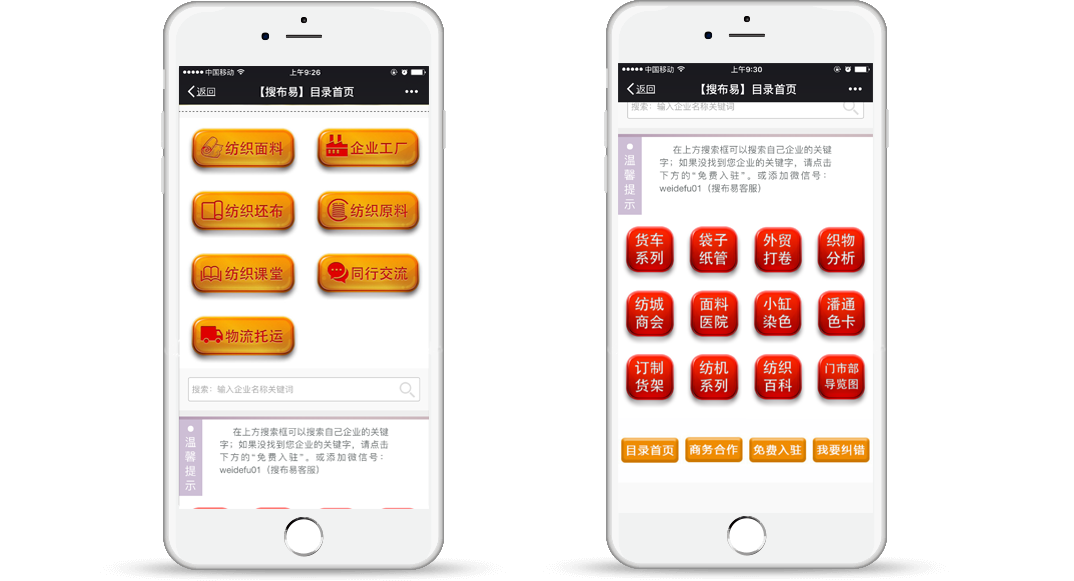 中国移动 上午9:26
返回 【搜布易】目录首页
纺织面料 企业工厂
纺织坯布 纺织原料
纺织课堂 同行交流
物流托运
搜索：输入企业名称关键词
温馨提示
在上方搜索框可以搜索自己企业的关键
字；如果没找到您企业的关键字，请点击
下方的“免费入驻”。或添加微信号：
weidefu01（搜布易客服）
中国移动 上午9:30
返回 【搜布易】目录首页
搜索：输入企业名称关键词
温馨提示
在上方搜索框可以搜索自己企业的关键
字；如果没找到您企业的关键字，请点击
下方的“免费入驻”。或添加微信号：
weidefu01（搜布易客服）
货车 袋子 外贸 织物
系列 纸管 打卷 分析
纺城 面料 小缸 潘通
商会 医院 染色 色卡
订制 纺机 纺织 门市部
货架 系列 百科 导览图
目录首页 商务合作 免费入驻 我要纠错